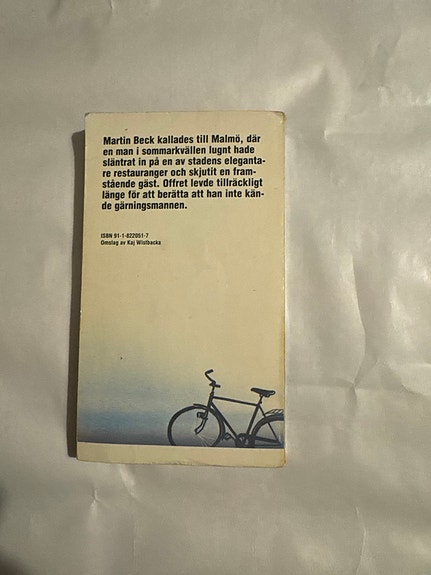 Martin Beck kallades till Malmö, där
en man i sommarkvällen lugnt hade
släntrat in på en av stadens eleganta-
re restauranger och skjutit en fram-
stående gäst. Offret levde tillräckligt
länge för att berätta att han inte kän-
de gärningsmannen.
ISBN 91-1-822051-7
Omslag av Kaj Wistbacka